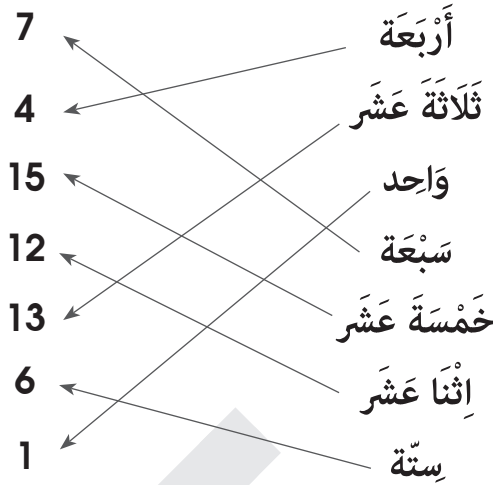 7 أَرْبَعَة
4 ثَلَاثَةَ عَشَر
15 وَاحِد
12 سَبْعَة
13 خَمْسَةَ عَشَر
6 اِثْنَا عَشَر
1 سِتّة